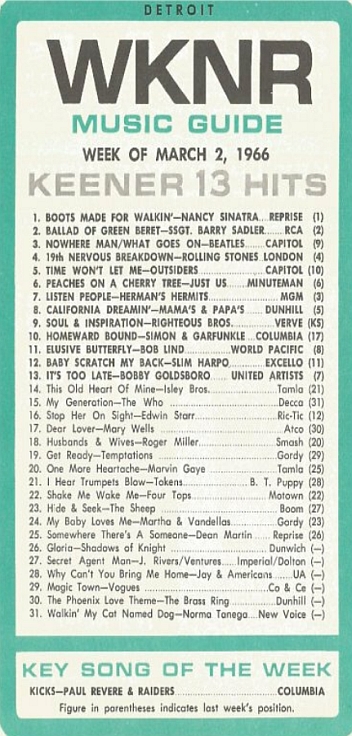 DETROIT
WKNR
MUSIC GUIDE
WEEK OF MARCH 2, 1966
KEENER 13 HITS
1. BOOTS MADE FOR WALKIN'—NANCY SINATRA...REPRISE (1)
2. BALLAD OF GREEN BERET—SSGT. BARRY SADLER......RCA (2)
3. NOWHERE MAN/WHAT GOES ON—BEATLES...CAPITOL (9)
4. 19th NERVOUS BREAKDOWN—ROLLING STONES LONDON (4)
5. TIME WON'T LET ME—OUTSIDERS...CAPITOL (10)
6. PEACHES ON A CHERRY TREE—JUST US...MINUTEMAN (6)
7. LISTEN PEOPLE—HERMAN'S HERMITS...MGM (3)
8. CALIFORNIA DREAMIN'—MAMA'S & PAPA'S...DUNHILL (5)
9. SOUL & INSPIRATION—RIGHTEOUS BROS...VERVE (KS)
10. HOMEWARD BOUND—SIMON & GARFUNKLE...COLUMBIA (17)
11. ELUSIVE BUTTERFLY—BOB LIND...WORLD PACIFIC (8)
12. BABY SCRATCH MY BACK—SLIM HARPO...EXCELLO (11)
13. IT'S TOO LATE—BOBBY GOLDSBORO...UNITED ARTISTS (7)
14. This Old Heart Of Mine—Isley Bros...Tamla (21)
15. My Generation—The Who...Decca (31)
16. Stop Her On Sight—Edwin Starr...Ric-Tic (12)
17. Dear Lover—Mary Wells...Atco (30)
18. Husbands & Wives—Roger Miller...Smash (20)
19. Get Ready—Temptations...Gordy (29)
20. One More Heartache—Marvin Gaye...Tamla (25)
21. I Hear Trumpets Blow—Tokens...B. T. Puppy (28)
22. Shake Me Wake Me—Four Tops...Motown (22)
23. Hide & Seek—The Sheep...Boom (27)
24. My Baby Loves Me—Martha & Vandellas...Gordy (23)
25. Somewhere There's A Someone—Dean Martin...Reprise (26)
26. Gloria—Shadows of Knight...Dunwich (—)
27. Secret Agent Man—J. Rivers/Ventures...Imperial/Dolton (—)
28. Why Can't You Bring Me Home—Jay & Americans...UA (—)
29. Magic Town—Vogues...Co & Ce (—)
30. The Phoenix Love Theme—The Brass Ring...Dunhill (—)
31. Walkin' My Cat Named Dog—Norma Tanega...New Voice (—)
KEY SONG OF THE WEEK
KICKS—PAUL REVERE & RAIDERS...COLUMBIA
Figure in parentheses indicates last week's position.